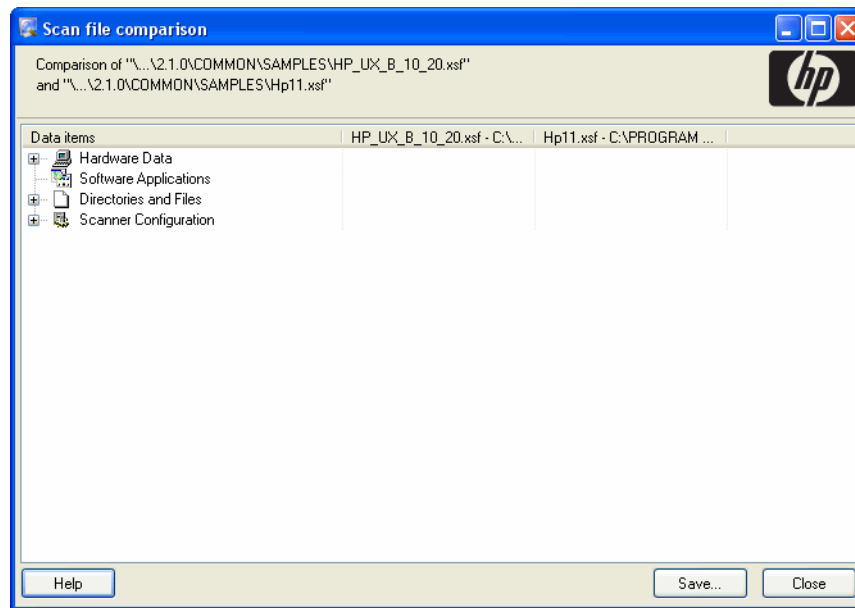 Scan file comparison
Comparison of "\...\2.1.0\COMMON\SAMPLES\HP_UX_B_10_20.xsf"
and "\...\2.1.0\COMMON\SAMPLES\Hp11.xsf"
hp
Data items HP_UX_B_10_20.xsf - C:\... Hp11.xsf - C:\PROGRAM ...
Hardware Data
Software Applications
Directories and Files
Scanner Configuration
Help Save... Close